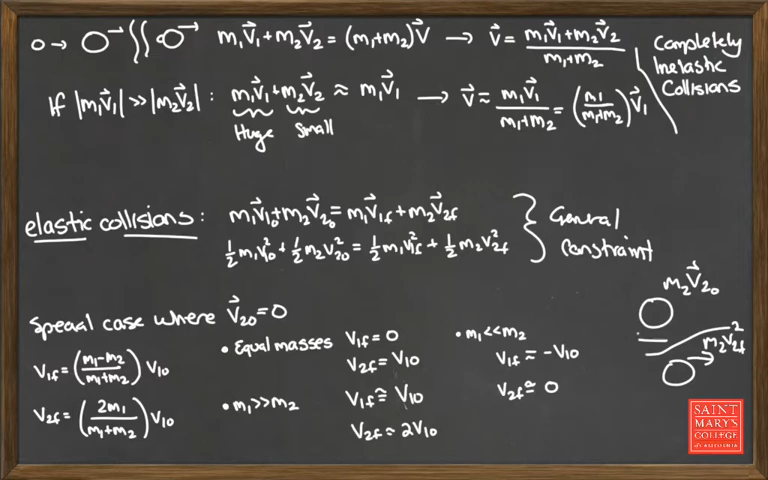 m₁V⃗₁ + m₂V⃗₂ = (m₁+m₂)V⃗ → V⃗ = (m₁V⃗₁ + m₂V⃗₂)/(m₁+m₂)
Completely
Inelastic
Collisions
If |m₁V⃗₁| >> |m₂V⃗₂| : m₁V⃗₁ + m₂V⃗₂ ≈ m₁V⃗₁ → V⃗ ≈ m₁V⃗₁/(m₁+m₂) = (m₁/(m₁+m₂))V⃗₁
Huge Small
elastic collisions: m₁V⃗₁₀ + m₂V⃗₂₀ = m₁V⃗₁f + m₂V⃗₂f
½m₁V₁₀² + ½m₂V₂₀² = ½m₁V₁f² + ½m₂V₂f²
General
Constraint
m₂V⃗₂₀
m₂V⃗₂f
Special case where V⃗₂₀ = 0
V₁f = ((m₁-m₂)/(m₁+m₂)) V₁₀
V₂f = (2m₁/(m₁+m₂)) V₁₀
• Equal masses V₁f = 0
V₂f = V₁₀
• m₁>>m₂ V₁f ≅ V₁₀
V₂f ≈ 2V₁₀
• m₁<<m₂
V₁f ≈ -V₁₀
V₂f ≅ 0
SAINT
MARY'S
COLLEGE
of CALIFORNIA